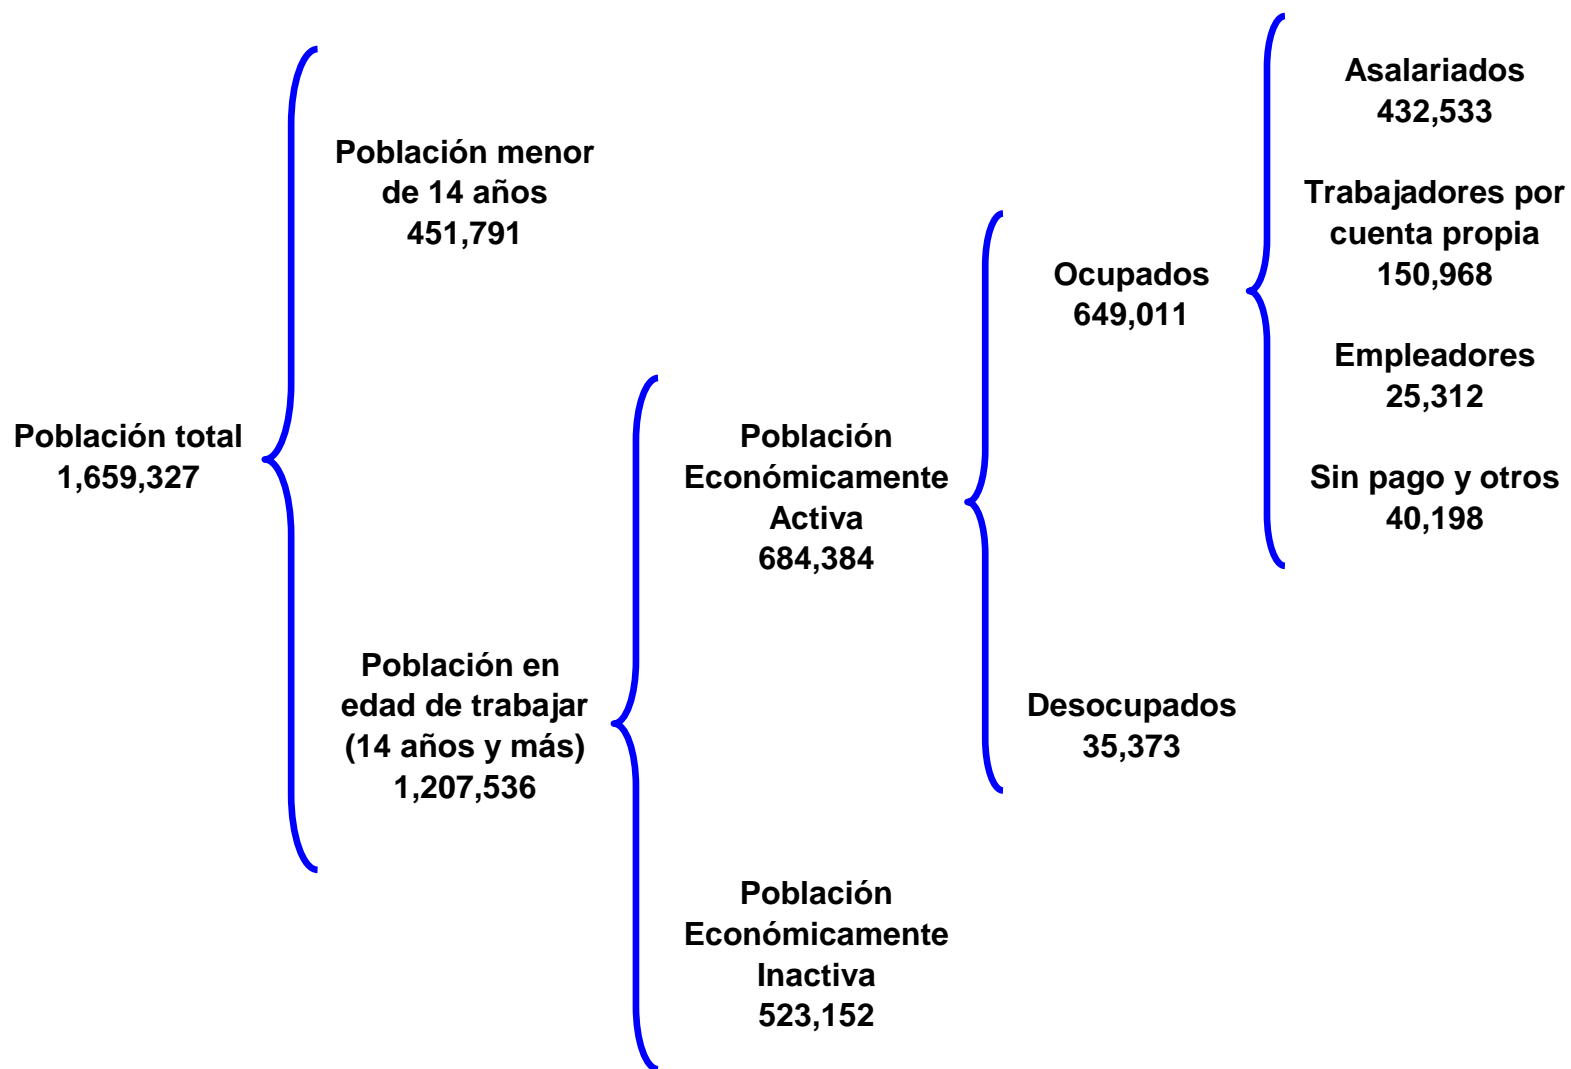 Población total
1,659,327
Población menor
de 14 años
451,791
Población en
edad de trabajar
(14 años y más)
1,207,536
Población
Económicamente
Activa
684,384
Población
Económicamente
Inactiva
523,152
Ocupados
649,011
Desocupados
35,373
Asalariados
432,533
Trabajadores por
cuenta propia
150,968
Empleadores
25,312
Sin pago y otros
40,198